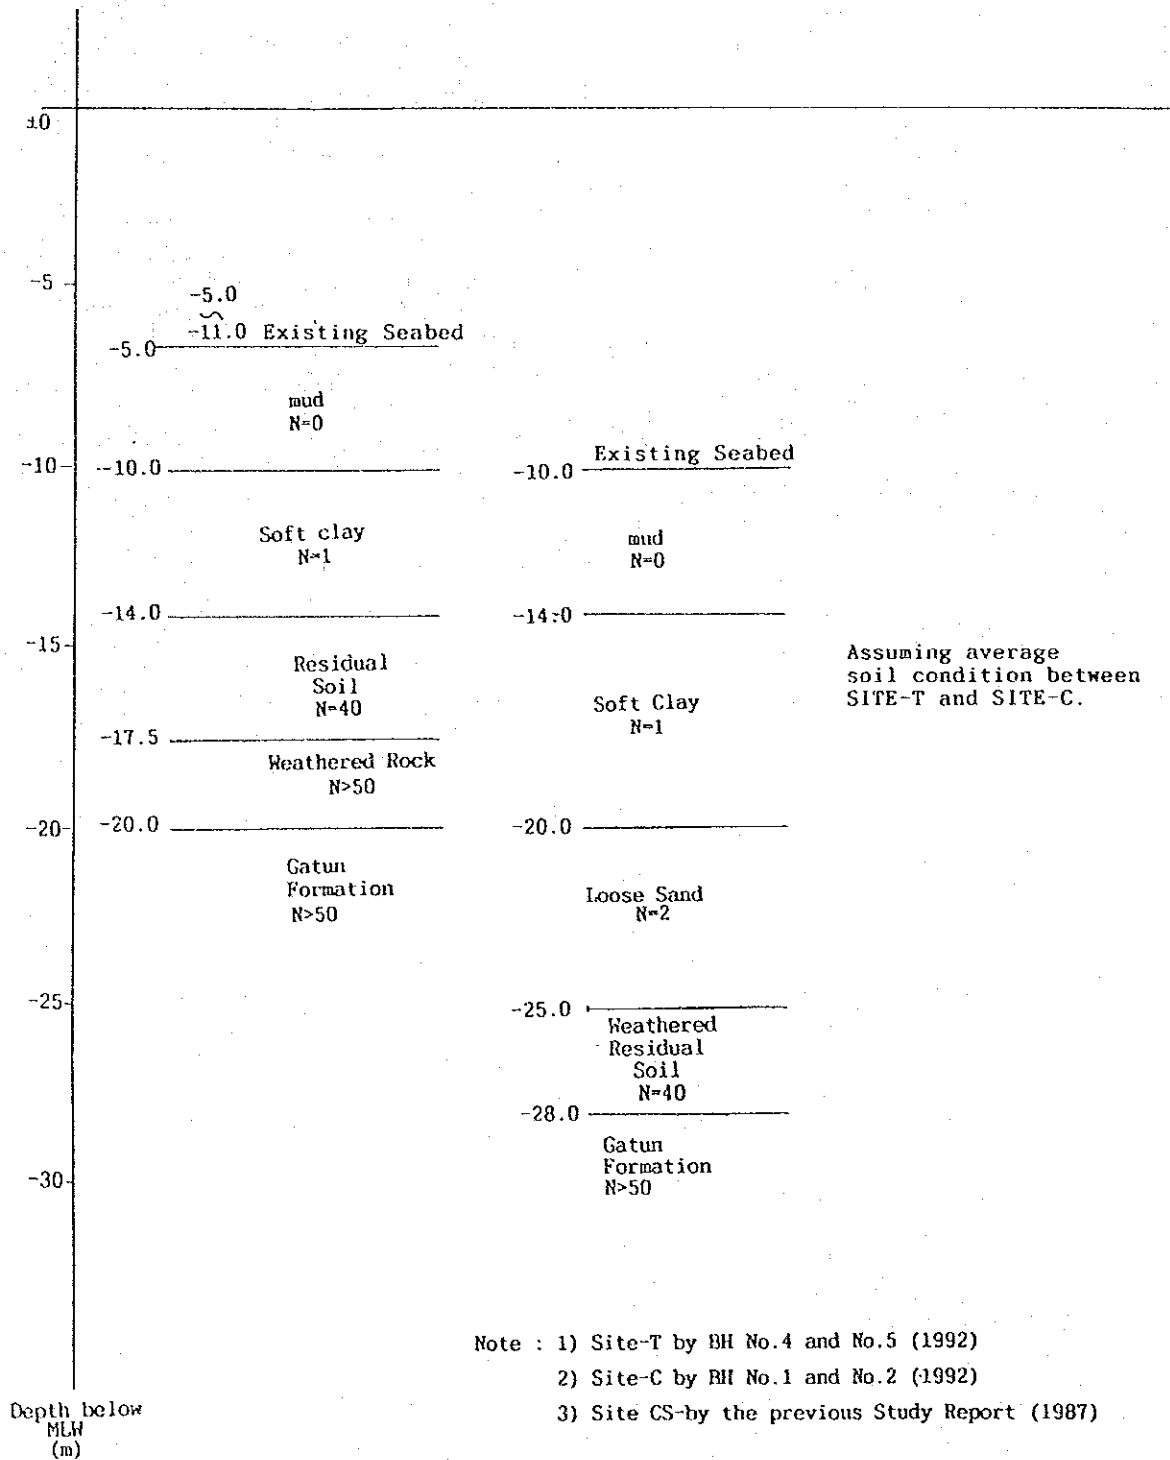 ±0
-5
-10
-15
-20
-25
-30
Depth below
MLW
(m)
-5.0
~
-11.0 Existing Seabed
-5.0
mud
N=0
-10.0
Soft clay
N=1
-14.0
Residual
Soil
N=40
-17.5
Weathered Rock
N>50
-20.0
Gatun
Formation
N>50
Existing Seabed
-10.0
mud
N=0
-14.0
Soft Clay
N=1
-20.0
Loose Sand
N=2
-25.0
Weathered
Residual
Soil
N=40
-28.0
Gatun
Formation
N>50
Assuming average
soil condition between
SITE-T and SITE-C.
Note : 1) Site-T by BH No.4 and No.5 (1992)
2) Site-C by BH No.1 and No.2 (1992)
3) Site CS-by the previous Study Report (1987)